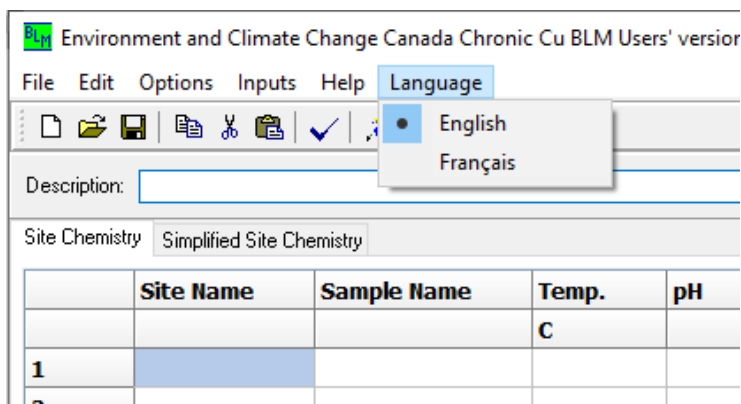 BLM Environment and Climate Change Canada Chronic Cu BLM Users' version
File Edit Options Inputs Help Language
English
Français
Description:
Site Chemistry Simplified Site Chemistry
Site Name Sample Name Temp. pH
C
1